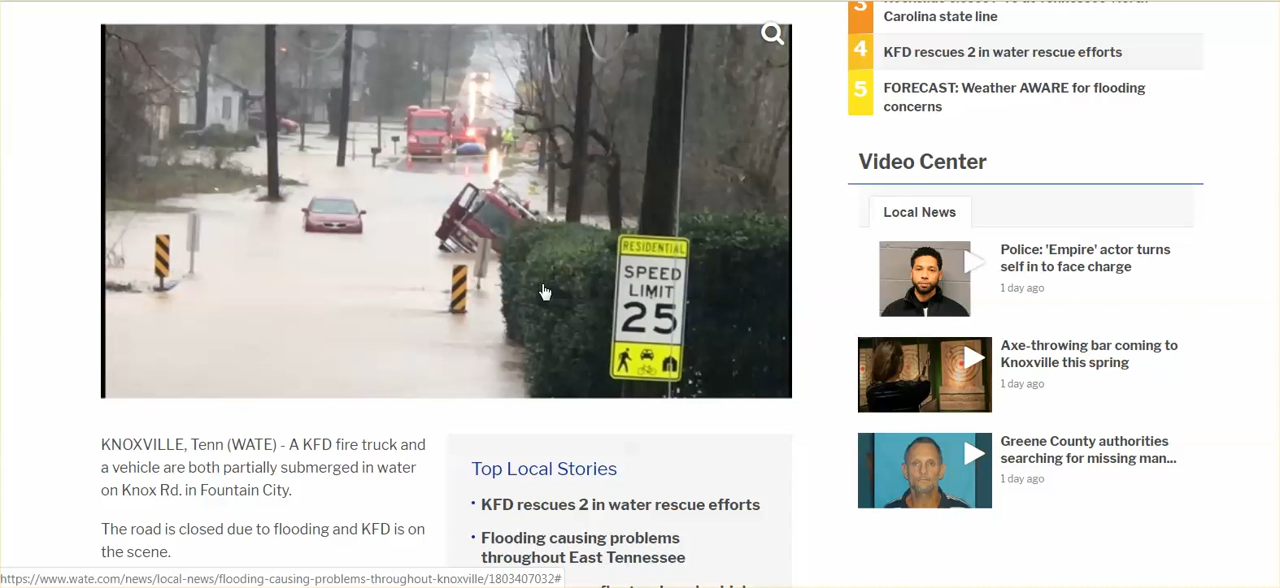 RESIDENTIAL
SPEED
LIMIT
25
KNOXVILLE, Tenn (WATE) - A KFD fire truck and
a vehicle are both partially submerged in water
on Knox Rd. in Fountain City.
The road is closed due to flooding and KFD is on
the scene.
Top Local Stories
• KFD rescues 2 in water rescue efforts
• Flooding causing problems
throughout East Tennessee
3
Carolina state line
4
KFD rescues 2 in water rescue efforts
5
FORECAST: Weather AWARE for flooding
concerns
Video Center
Local News
Police: 'Empire' actor turns
self in to face charge
1 day ago
Axe-throwing bar coming to
Knoxville this spring
1 day ago
Greene County authorities
searching for missing man...
1 day ago
https://www.wate.com/news/local-news/flooding-causing-problems-throughout-knoxville/1803407032#